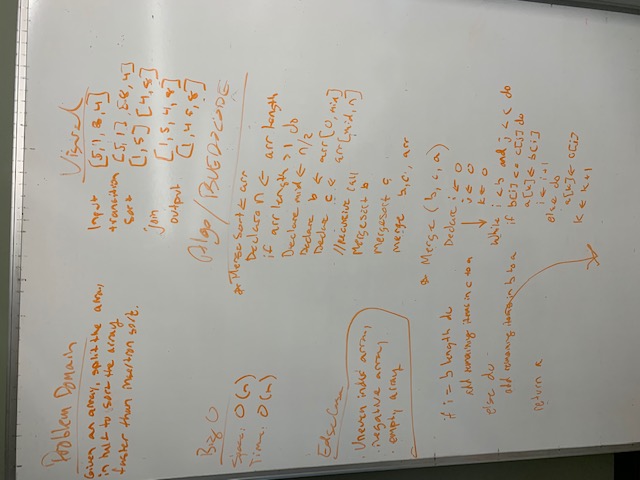 Problem Domain
Given an array, split the array
in half to sort the array
faster than insertion sort.
Visual
Input [5, 1, 8, 4]
transition [5, 1], [8, 4]
Sort [1, 5] [4, 8]
join [1, 5, 4, 8]
output [1, 4, 5, 8]
Big O
Space: O(n)
Time: O(n)
Edge Case
. Uneven index array,
. negative array
. empty array
Algo/
MergeSort ← arr
Declare n ← arr length
if arr length > 1 do
Declare mid ← n/2
Declare b ← arr[0, mid]
Declare c ← arr[mid, n]
//recursive call
Mergesort b
Mergesort c
merge b, c, arr
Merge (b, c, a)
Declare i ← 0
j ← 0
k ← 0
While i < b and j < c do
if b[i] <= c[j] do
a[k] ← b[i]
i ← i+1
else do
a[k] ← c[j]
k ← k+1
if i = b length do
add remaining items in c to a
else do
add remaining items in b to a
return a